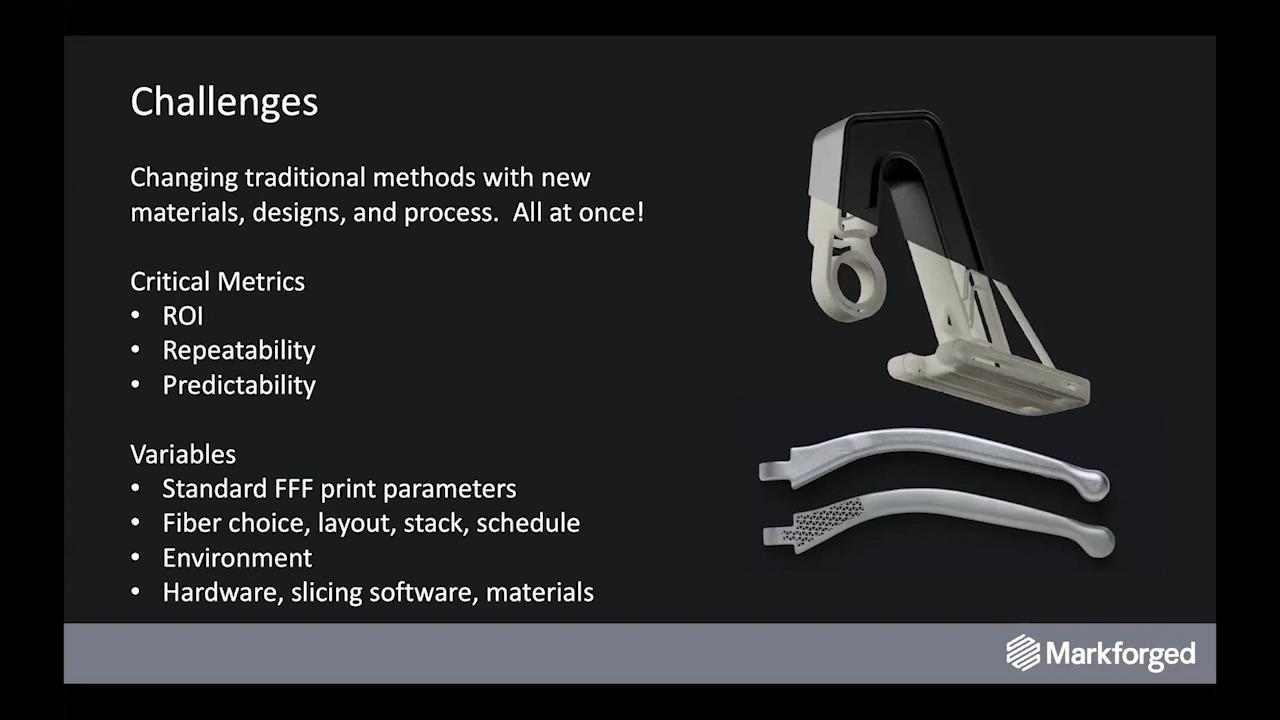 Challenges
Changing traditional methods with new
materials, designs, and process.  All at once!
Critical Metrics
• ROI
• Repeatability
• Predictability
Variables
• Standard FFF print parameters
• Fiber choice, layout, stack, schedule
• Environment
• Hardware, slicing software, materials
Markforged